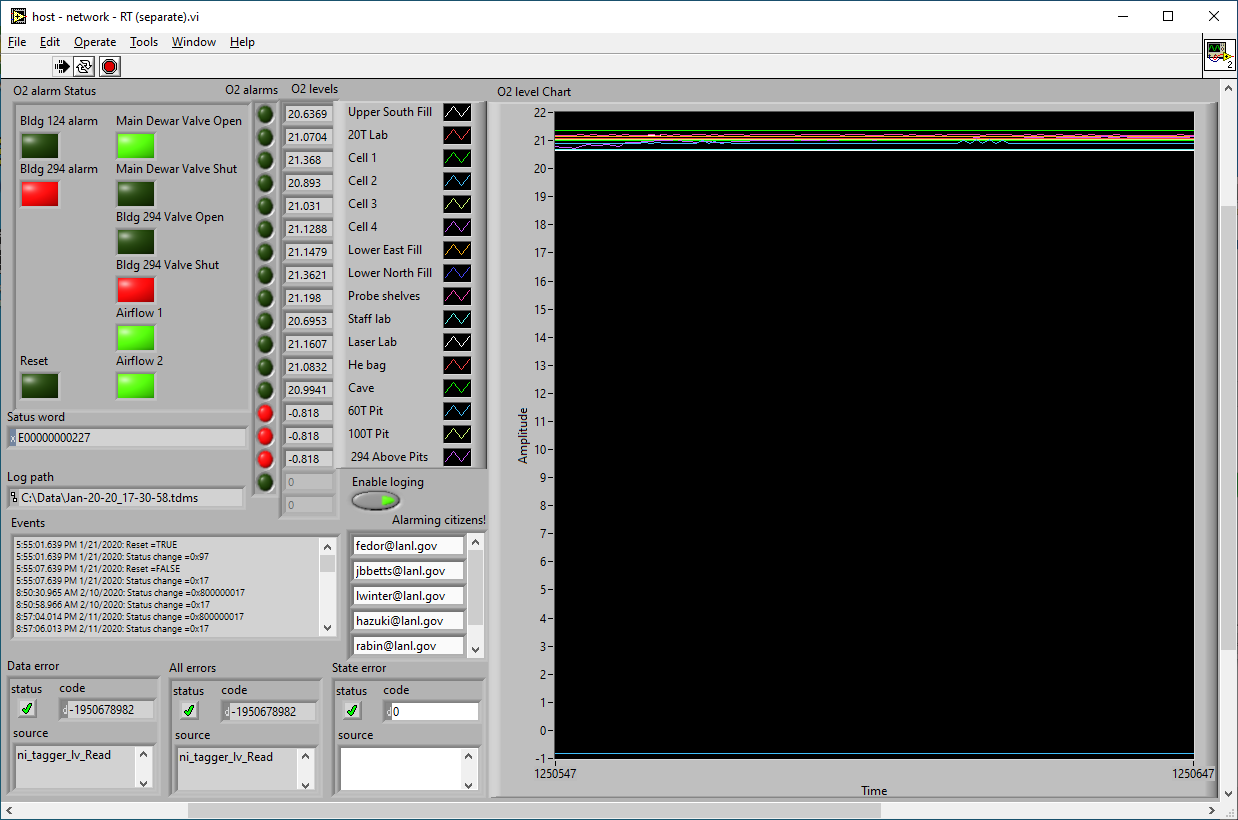 host - network - RT (separate).vi
File Edit Operate Tools Window Help
2
O2 alarm Status
O2 alarms
O2 levels
O2 level Chart
Bldg 124 alarm
Main Dewar Valve Open
Bldg 294 alarm
Main Dewar Valve Shut
Bldg 294 Valve Open
Bldg 294 Valve Shut
Airflow 1
Reset
Airflow 2
20.6369 Upper South Fill
21.0704 20T Lab
21.368 Cell 1
20.893 Cell 2
21.031 Cell 3
21.1288 Cell 4
21.1479 Lower East Fill
21.3621 Lower North Fill
21.198 Probe shelves
20.6953 Staff lab
21.1607 Laser Lab
21.0832 He bag
20.9941 Cave
-0.818 60T Pit
-0.818 100T Pit
-0.818 294 Above Pits
0
0
Satus word
x E00000000227
Log path
C:\Data\Jan-20-20_17-30-58.tdms
Enable loging
Alarming citizens!
fedor@lanl.gov
jbbetts@lanl.gov
lwinter@lanl.gov
hazuki@lanl.gov
rabin@lanl.gov
Events
5:55:01.639 PM 1/21/2020: Reset =TRUE
5:55:01.639 PM 1/21/2020: Status change =0x97
5:55:07.639 PM 1/21/2020: Reset =FALSE
5:55:07.639 PM 1/21/2020: Status change =0x17
8:50:30.965 AM 2/10/2020: Status change =0x800000017
8:50:58.966 AM 2/10/2020: Status change =0x17
8:57:04.014 PM 2/11/2020: Status change =0x800000017
8:57:06.013 PM 2/11/2020: Status change =0x17
Data error
status code
d -1950678982
source
ni_tagger_lv_Read
All errors
status code
d -1950678982
source
ni_tagger_lv_Read
State error
status code
d 0
source
Amplitude
22
21
20
19
18
17
16
15
14
13
12
11
10
9
8
7
6
5
4
3
2
1
0
-1
1250547
1250647
Time